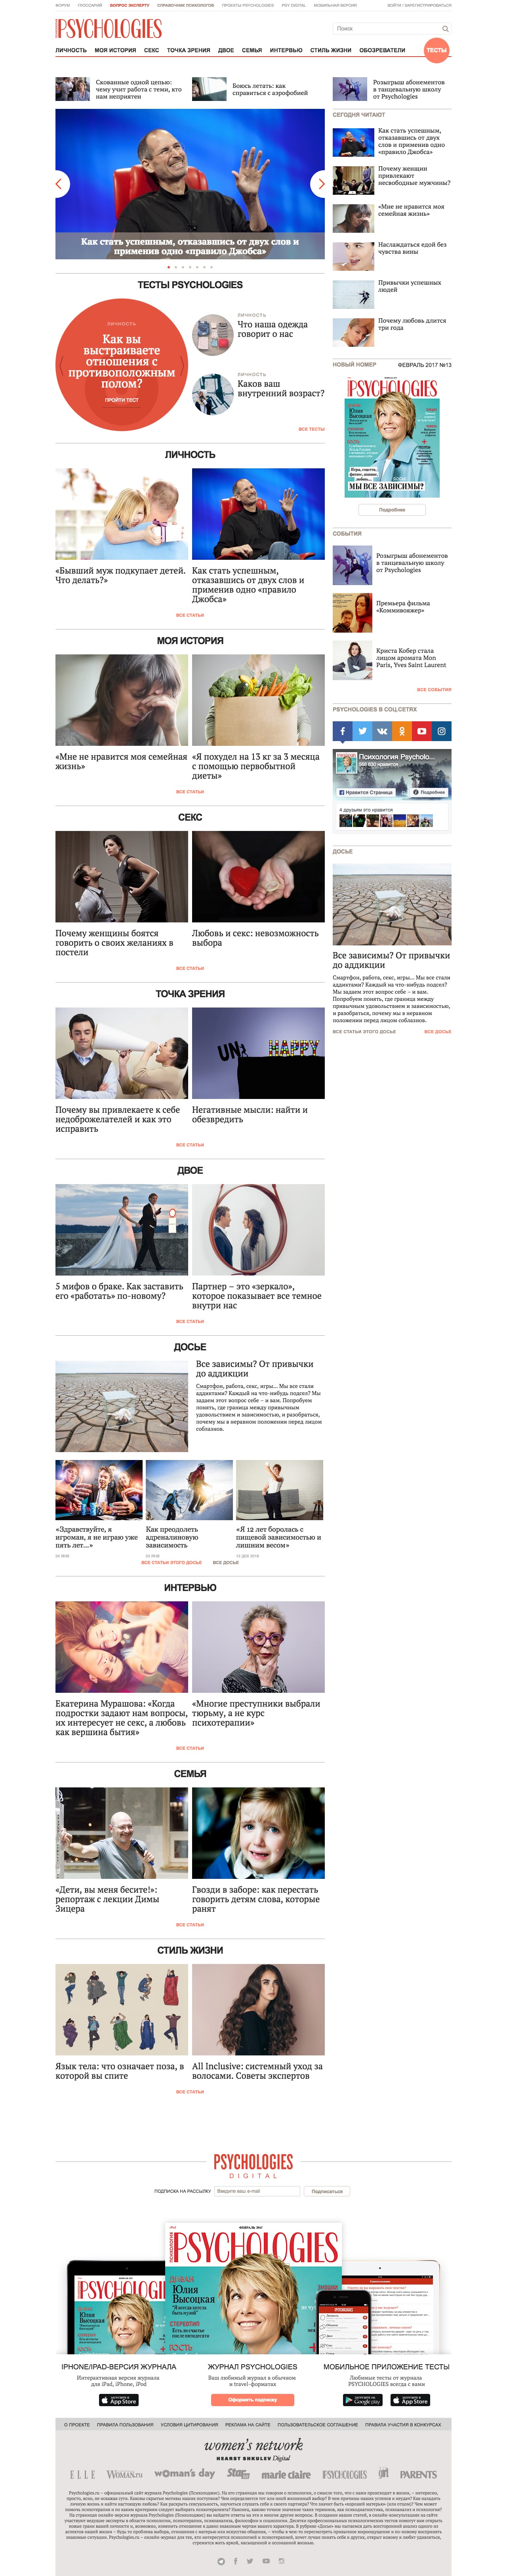 ФОРУМ ГЛОССАРИЙ ВОПРОС ЭКСПЕРТУ СПРАВОЧНИК ПСИХОЛОГОВ ПРОЕКТЫ PSYCHOLOGIES PSY DIGITAL МОБИЛЬНАЯ ВЕРСИЯ ВОЙТИ / ЗАРЕГИСТРИРОВАТЬСЯ
PSYCHOLOGIES
Поиск
ЛИЧНОСТЬ МОЯ ИСТОРИЯ СЕКС ТОЧКА ЗРЕНИЯ ДВОЕ СЕМЬЯ ИНТЕРВЬЮ СТИЛЬ ЖИЗНИ ОБОЗРЕВАТЕЛИ ТЕСТЫ
Скованные одной цепью:
чему учит работа с теми, кто
нам неприятен
Боюсь летать: как
справиться с аэрофобией
Розыгрыш абонементов
в танцевальную школу
от Psychologies
Как стать успешным, отказавшись от двух слов и
применив одно «правило Джобса»
СЕГОДНЯ ЧИТАЮТ
Как стать успешным,
отказавшись от двух
слов и применив одно
«правило Джобса»
Почему женщин
привлекают
несвободные мужчины?
«Мне не нравится моя
семейная жизнь»
Наслаждаться едой без
чувства вины
Привычки успешных
людей
Почему любовь длится
три года
ТЕСТЫ PSYCHOLOGIES
ЛИЧНОСТЬ
Как вы
выстраиваете
отношения с
противоположным
полом?
ПРОЙТИ ТЕСТ
ЛИЧНОСТЬ
Что наша одежда
говорит о нас
ЛИЧНОСТЬ
Каков ваш
внутренний возраст?
ВСЕ ТЕСТЫ
НОВЫЙ НОМЕР ФЕВРАЛЬ 2017 №13
PSYCHOLOGIES
Юлия
Высоцкая
МЫ ВСЕ ЗАВИСИМЫ?
Подробнее
ЛИЧНОСТЬ
«Бывший муж подкупает детей.
Что делать?»
Как стать успешным,
отказавшись от двух слов и
применив одно «правило
Джобса»
ВСЕ СТАТЬИ
СОБЫТИЯ
Розыгрыш абонементов
в танцевальную школу
от Psychologies
Премьера фильма
«Коммивояжер»
Криста Кобер стала
лицом аромата Mon
Paris, Yves Saint Laurent
ВСЕ СОБЫТИЯ
МОЯ ИСТОРИЯ
«Мне не нравится моя семейная
жизнь»
«Я похудел на 13 кг за 3 месяца
с помощью первобытной
диеты»
ВСЕ СТАТЬИ
PSYCHOLOGIES В СОЦ.СЕТЯХ
Психология Psycholo...
Нравится Страница
Подробнее
4 друзьям это нравится
СЕКС
Почему женщины боятся
говорить о своих желаниях в
постели
Любовь и секс: невозможность
выбора
ВСЕ СТАТЬИ
ДОСЬЕ
Все зависимы? От привычки
до аддикции
Смартфон, работа, секс, игры... Мы все стали
аддиктами? Каждый на что-нибудь подсел?
Мы задаем этот вопрос себе – и вам.
Попробуем понять, где граница между
привычным удовольствием и зависимостью,
и разобраться, почему мы в неравном
положении перед лицом соблазнов.
ВСЕ СТАТЬИ ЭТОГО ДОСЬЕ ВСЕ ДОСЬЕ
ТОЧКА ЗРЕНИЯ
UN HAPPY
Почему вы привлекаете к себе
недоброжелателей и как это
исправить
Негативные мысли: найти и
обезвредить
ВСЕ СТАТЬИ
ДВОЕ
5 мифов о браке. Как заставить
его «работать» по-новому?
Партнер – это «зеркало»,
которое показывает все темное
внутри нас
ВСЕ СТАТЬИ
ДОСЬЕ
Все зависимы? От привычки
до аддикции
Смартфон, работа, секс, игры... Мы все стали
аддиктами? Каждый на что-нибудь подсел? Мы
задаем этот вопрос себе – и вам. Попробуем
понять, где граница между привычным
удовольствием и зависимостью, и разобраться,
почему мы в неравном положении перед лицом
соблазнов.
«Здравствуйте, я
игроман, я не играю уже
пять лет...»
Как преодолеть
адреналиновую
зависимость
«Я 12 лет боролась с
пищевой зависимостью и
лишним весом»
ВСЕ СТАТЬИ ЭТОГО ДОСЬЕ ВСЕ ДОСЬЕ
ИНТЕРВЬЮ
Екатерина Мурашова: «Когда
подростки задают нам вопросы,
их интересует не секс, а любовь
как вершина бытия»
«Многие преступники выбрали
тюрьму, а не курс
психотерапии»
ВСЕ СТАТЬИ
СЕМЬЯ
«Дети, вы меня бесите!»:
репортаж с лекции Димы
Зицера
Гвозди в заборе: как перестать
говорить детям слова, которые
ранят
ВСЕ СТАТЬИ
СТИЛЬ ЖИЗНИ
Язык тела: что означает поза, в
которой вы спите
All Inclusive: системный уход за
волосами. Советы экспертов
ВСЕ СТАТЬИ
PSYCHOLOGIES
DIGITAL
ПОДПИСКА НА РАССЫЛКУ Введите ваш e-mail Подписаться
PSYCHOLOGIES
Юлия
Высоцкая
IPHONE/IPAD-ВЕРСИЯ ЖУРНАЛА
Интерактивная версия журнала
для iPad, iPhone, iPod
App Store
ЖУРНАЛ PSYCHOLOGIES
Ваш любимый журнал в обычном
и travel-форматах
Оформить подписку
МОБИЛЬНОЕ ПРИЛОЖЕНИЕ ТЕСТЫ
Любимые тесты от журнала
PSYCHOLOGIES всегда с вами
Google play
App Store
О ПРОЕКТЕ ПРАВИЛА ПОЛЬЗОВАНИЯ УСЛОВИЯ ЦИТИРОВАНИЯ РЕКЛАМА НА САЙТЕ ПОЛЬЗОВАТЕЛЬСКОЕ СОГЛАШЕНИЕ ПРАВИЛА УЧАСТИЯ В КОНКУРСАХ
women's network
HEARST SHKULEV Digital
ELLE WOMAN.RU woman's day StarHit marie claire PSYCHOLOGIES PARENTS